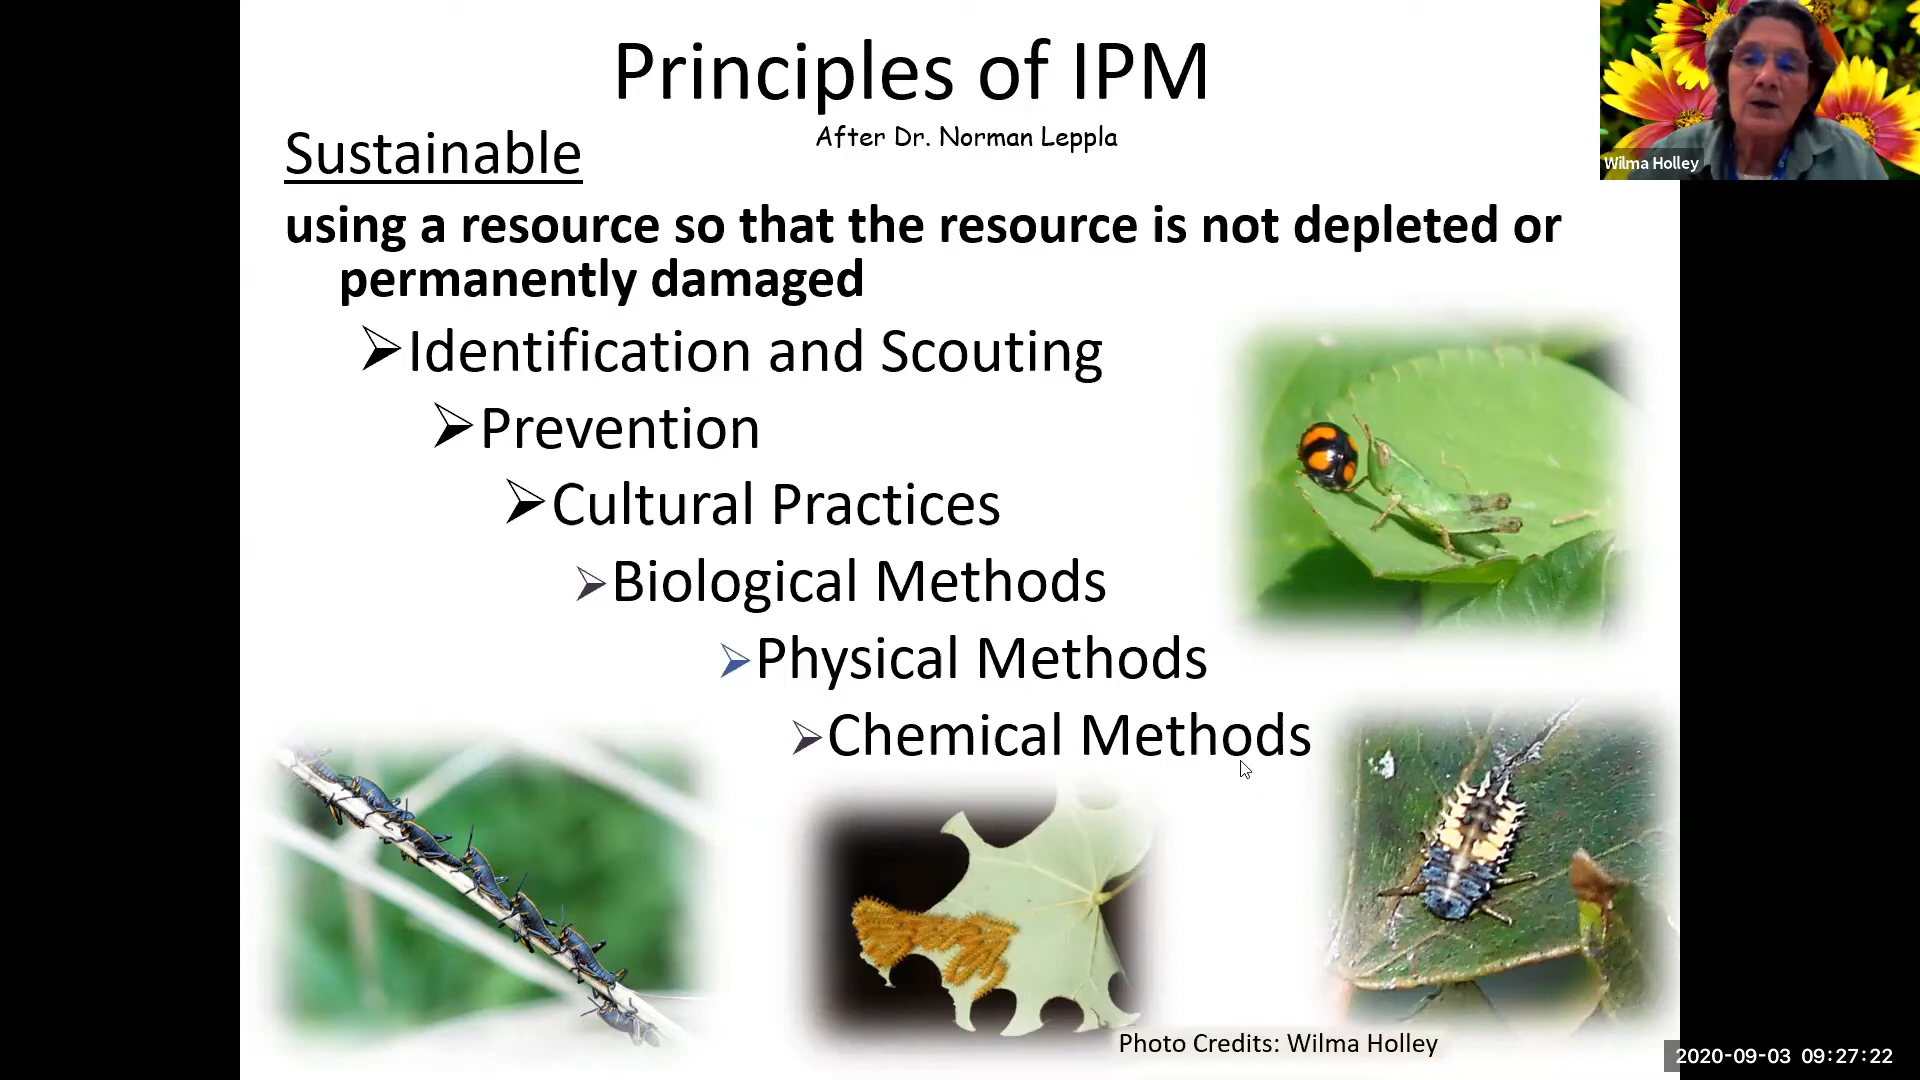 Principles of IPM
After Dr. Norman Leppla
Wilma Holley
Sustainable
using a resource so that the resource is not depleted or
permanently damaged
Identification and Scouting
Prevention
Cultural Practices
Biological Methods
Physical Methods
Chemical Methods
Photo Credits: Wilma Holley
2020-09-03 09:27:22